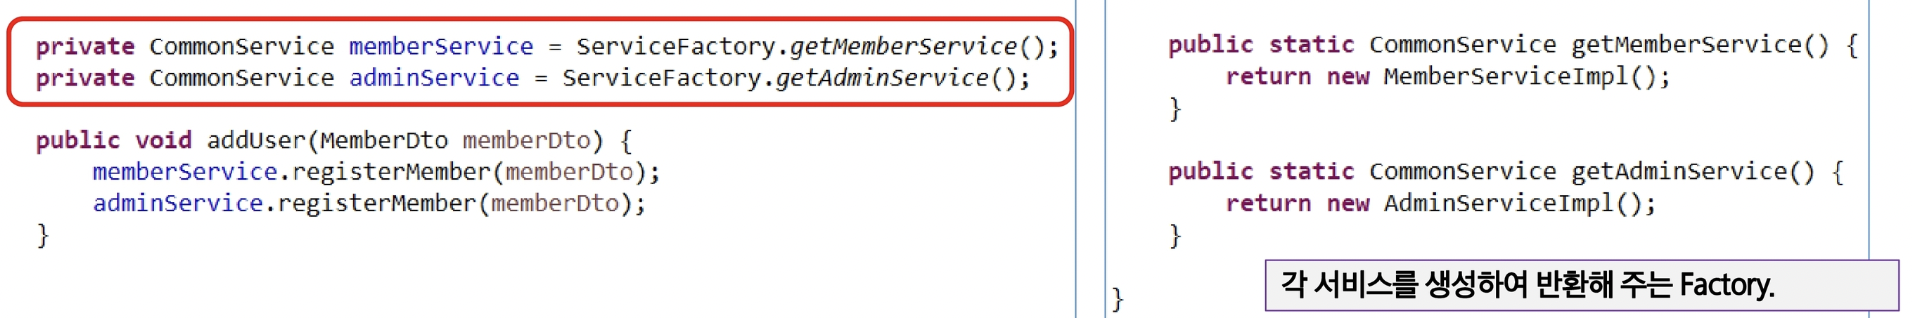 private CommonService memberService = ServiceFactory.getMemberService();
private CommonService adminService = ServiceFactory.getAdminService();
public void addUser(MemberDto memberDto) {
memberService.registerMember(memberDto);
adminService.registerMember(memberDto);
}
public static CommonService getMemberService() {
return new MemberServiceImpl();
}
public static CommonService getAdminService() {
return new AdminServiceImpl();
}
}
각 서비스를 생성하여 반환해 주는 Factory.